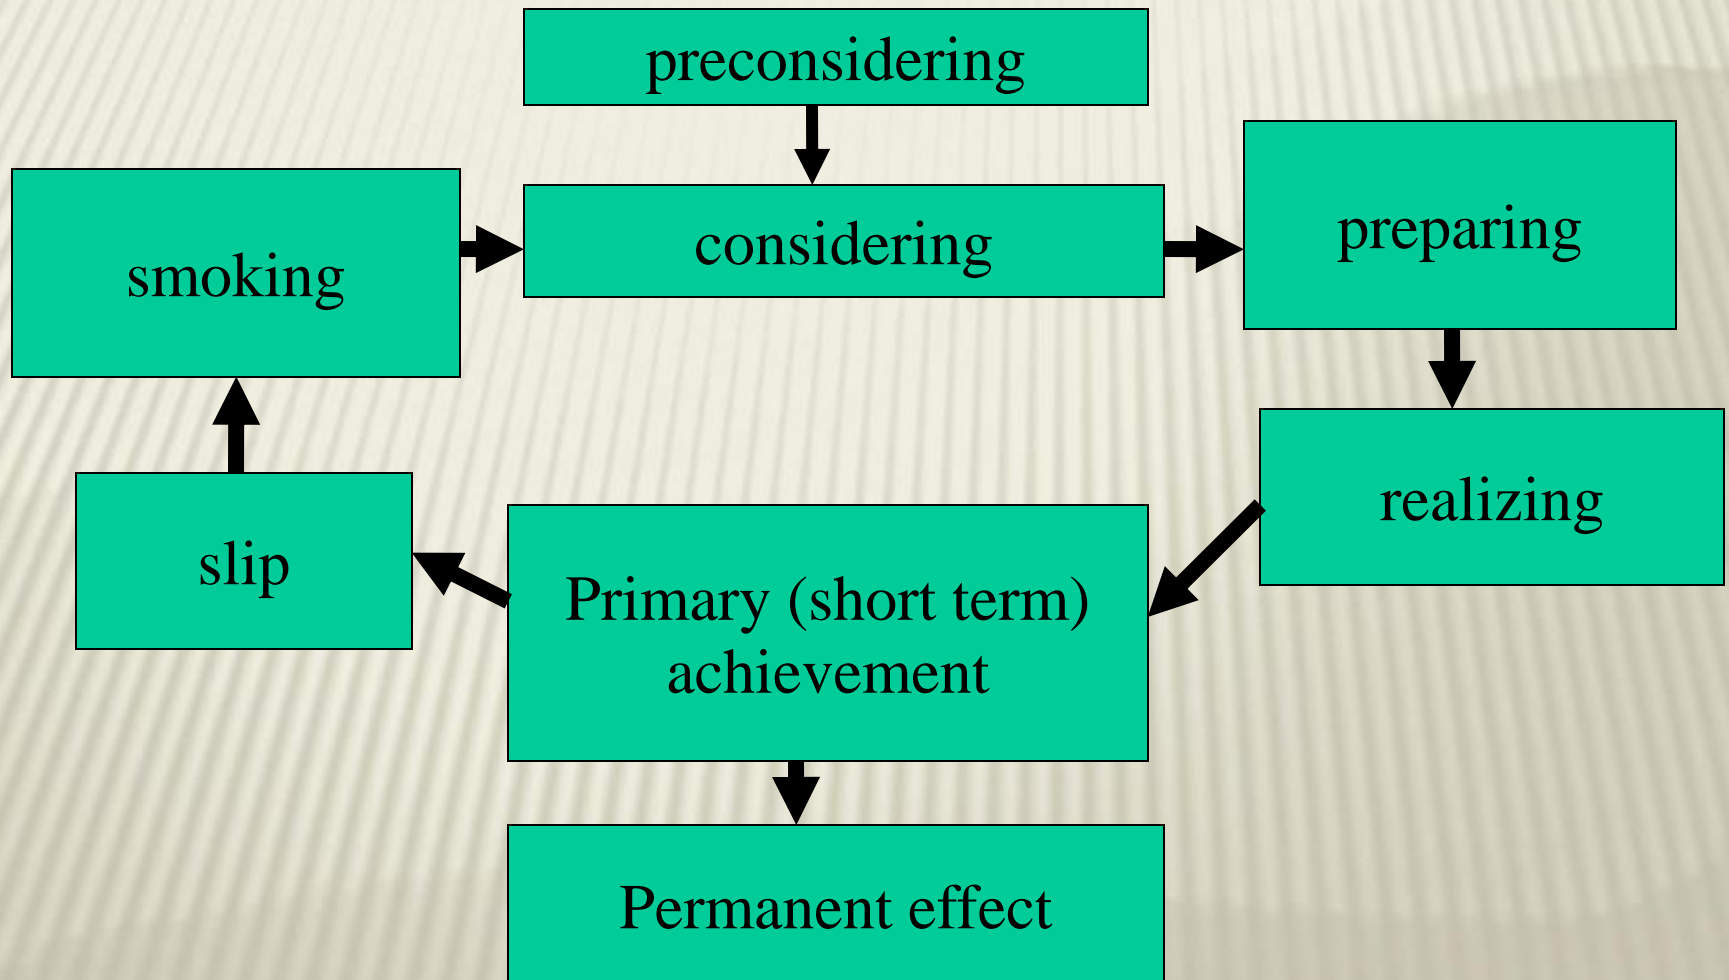 preconsidering
smoking
considering
preparing
realizing
slip
Primary (short term)
achievement
Permanent effect